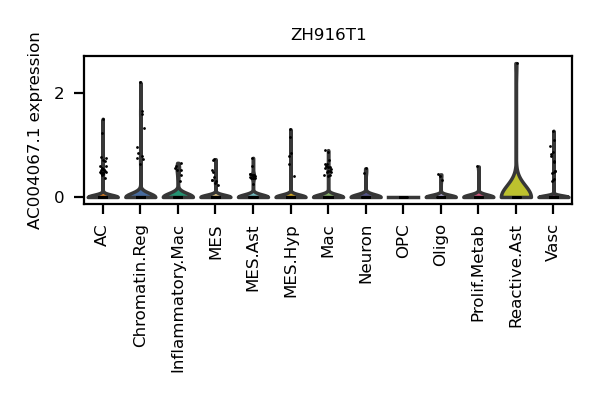 ZH916T1
AC004067.1 expression
2
0
AC
Chromatin.Reg
Inflammatory.Mac
MES
MES.Ast
MES.Hyp
Mac
Neuron
OPC
Oligo
Prolif.Metab
Reactive.Ast
Vasc